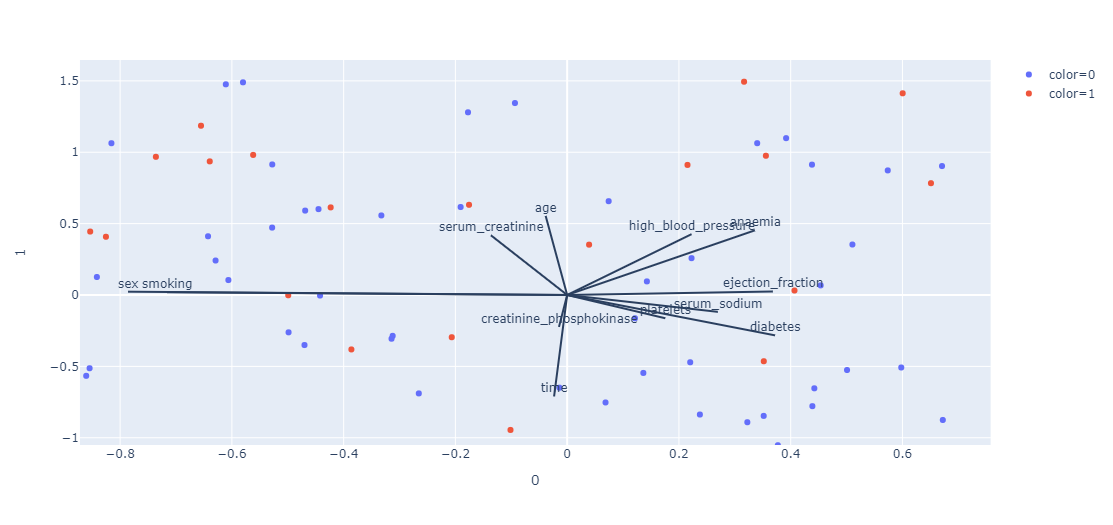 1.5
1
0.5
0
−0.5
−1
1
−0.8
−0.6
−0.4
−0.2
0
0.2
0.4
0.6
0
color=0
color=1
age
serum_creatinine
high_blood_pressure
anaemia
sex smoking
ejection_fraction
serum_sodium
platelets
creatinine_phosphokinase
diabetes
time